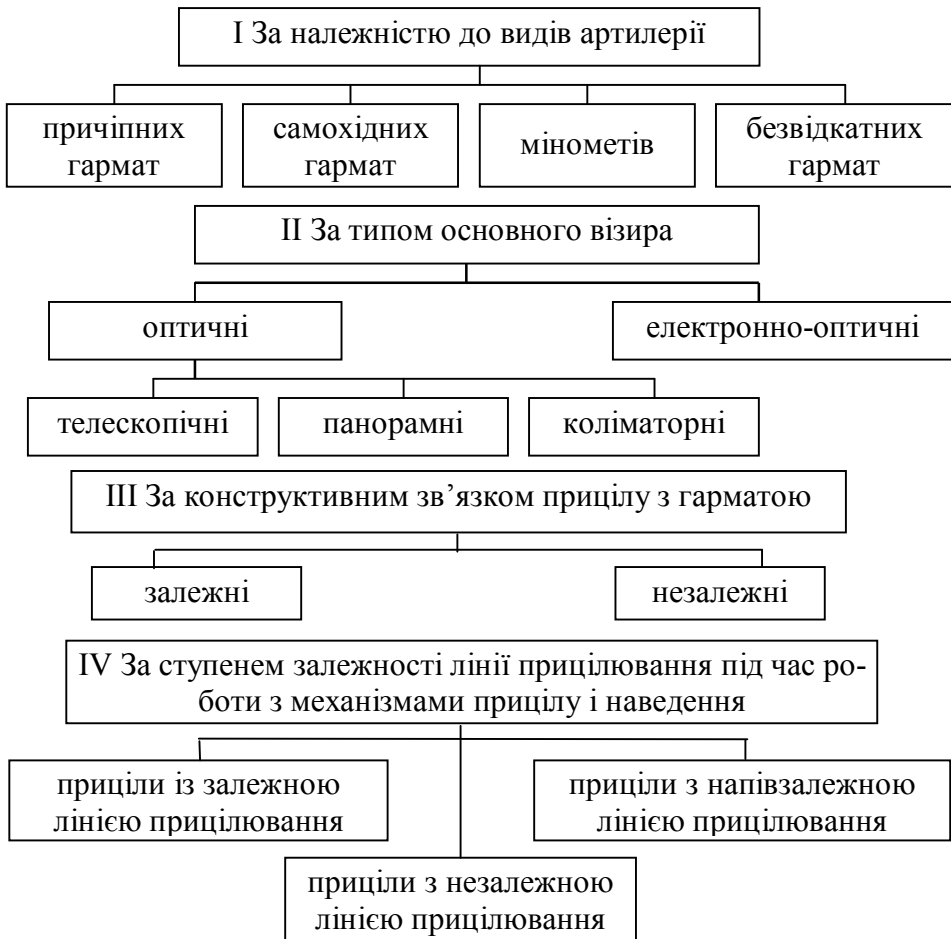 I За належністю до видів артилерії
причіпних
гармат
самохідних
гармат
мінометів
безвідкатних
гармат
II За типом основного візира
оптичні
електронно-оптичні
телескопічні
панорамні
коліматорні
III За конструктивним зв’язком прицілу з гарматою
залежні
незалежні
IV За ступенем залежності лінії прицілювання під час ро-
боти з механізмами прицілу і наведення
приціли із залежною
лінією прицілювання
приціли з напівзалежною
лінією прицілювання
приціли з незалежною
лінією прицілювання